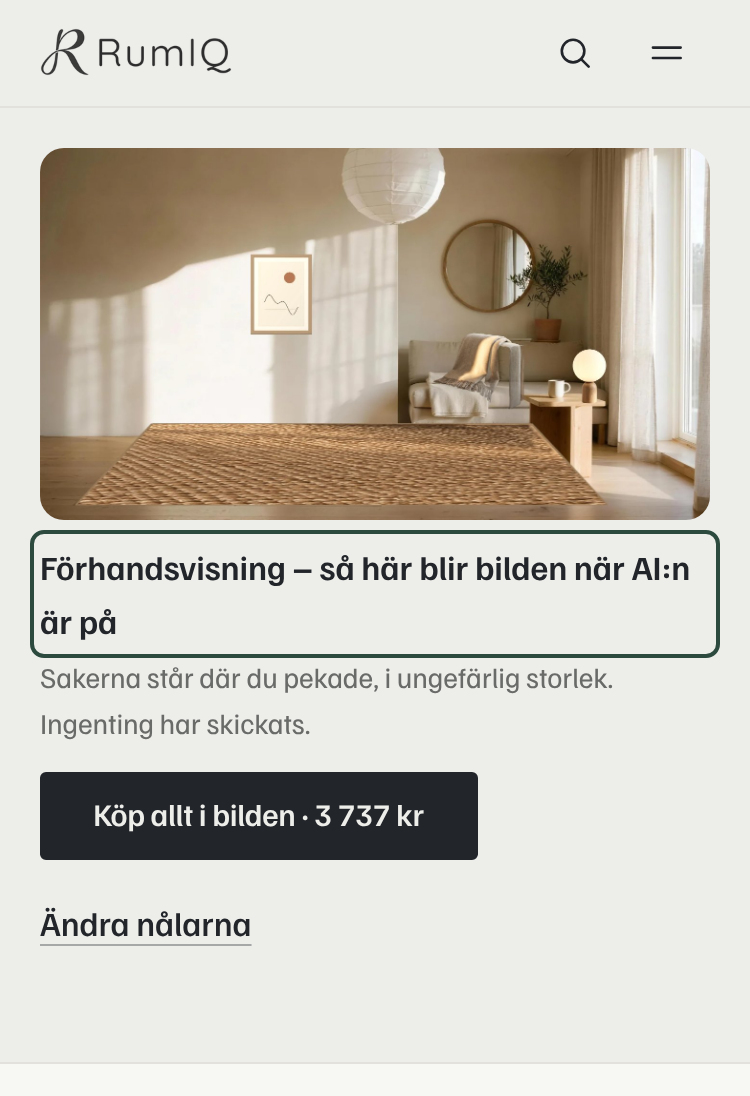 RumIQ
Förhandsvisning – så här blir bilden när AI:n
är på
Sakerna står där du pekade, i ungefärlig storlek.
Ingenting har skickats.
Köp allt i bilden · 3 737 kr
Ändra nålarna